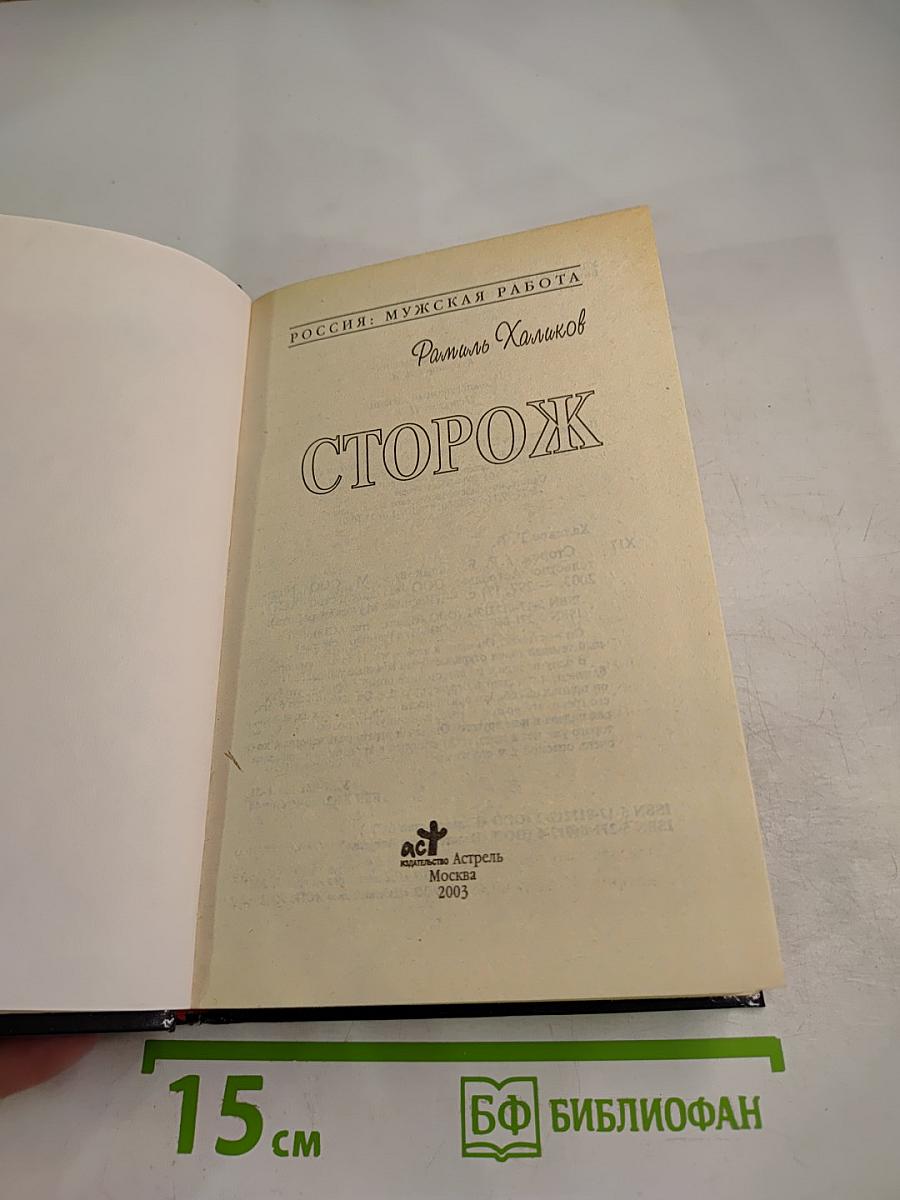 РОССИЯ: МУЖСКАЯ РАБОТА
Рамиль Халиков
СТОРОЖ
аст
ИЗДАТЕЛЬСТВО Астрель
Москва
2003
15 см
БФ БИБЛИОФАН